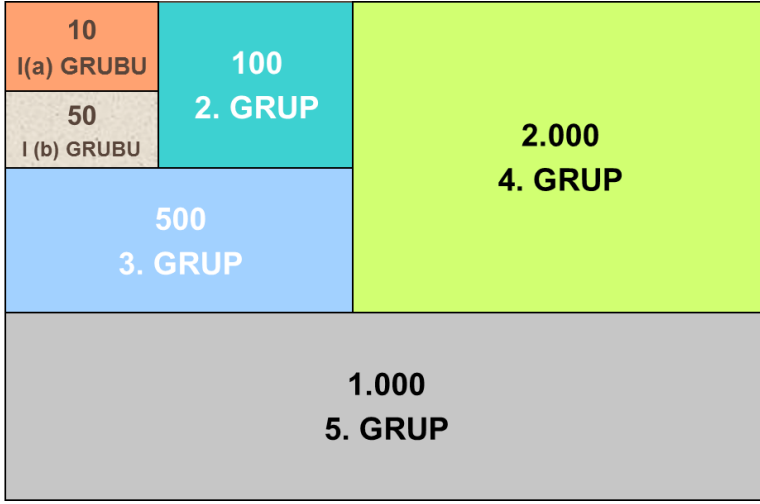 10
I(a) GRUBU
50
I (b) GRUBU
100
2. GRUP
500
3. GRUP
2.000
4. GRUP
1.000
5. GRUP